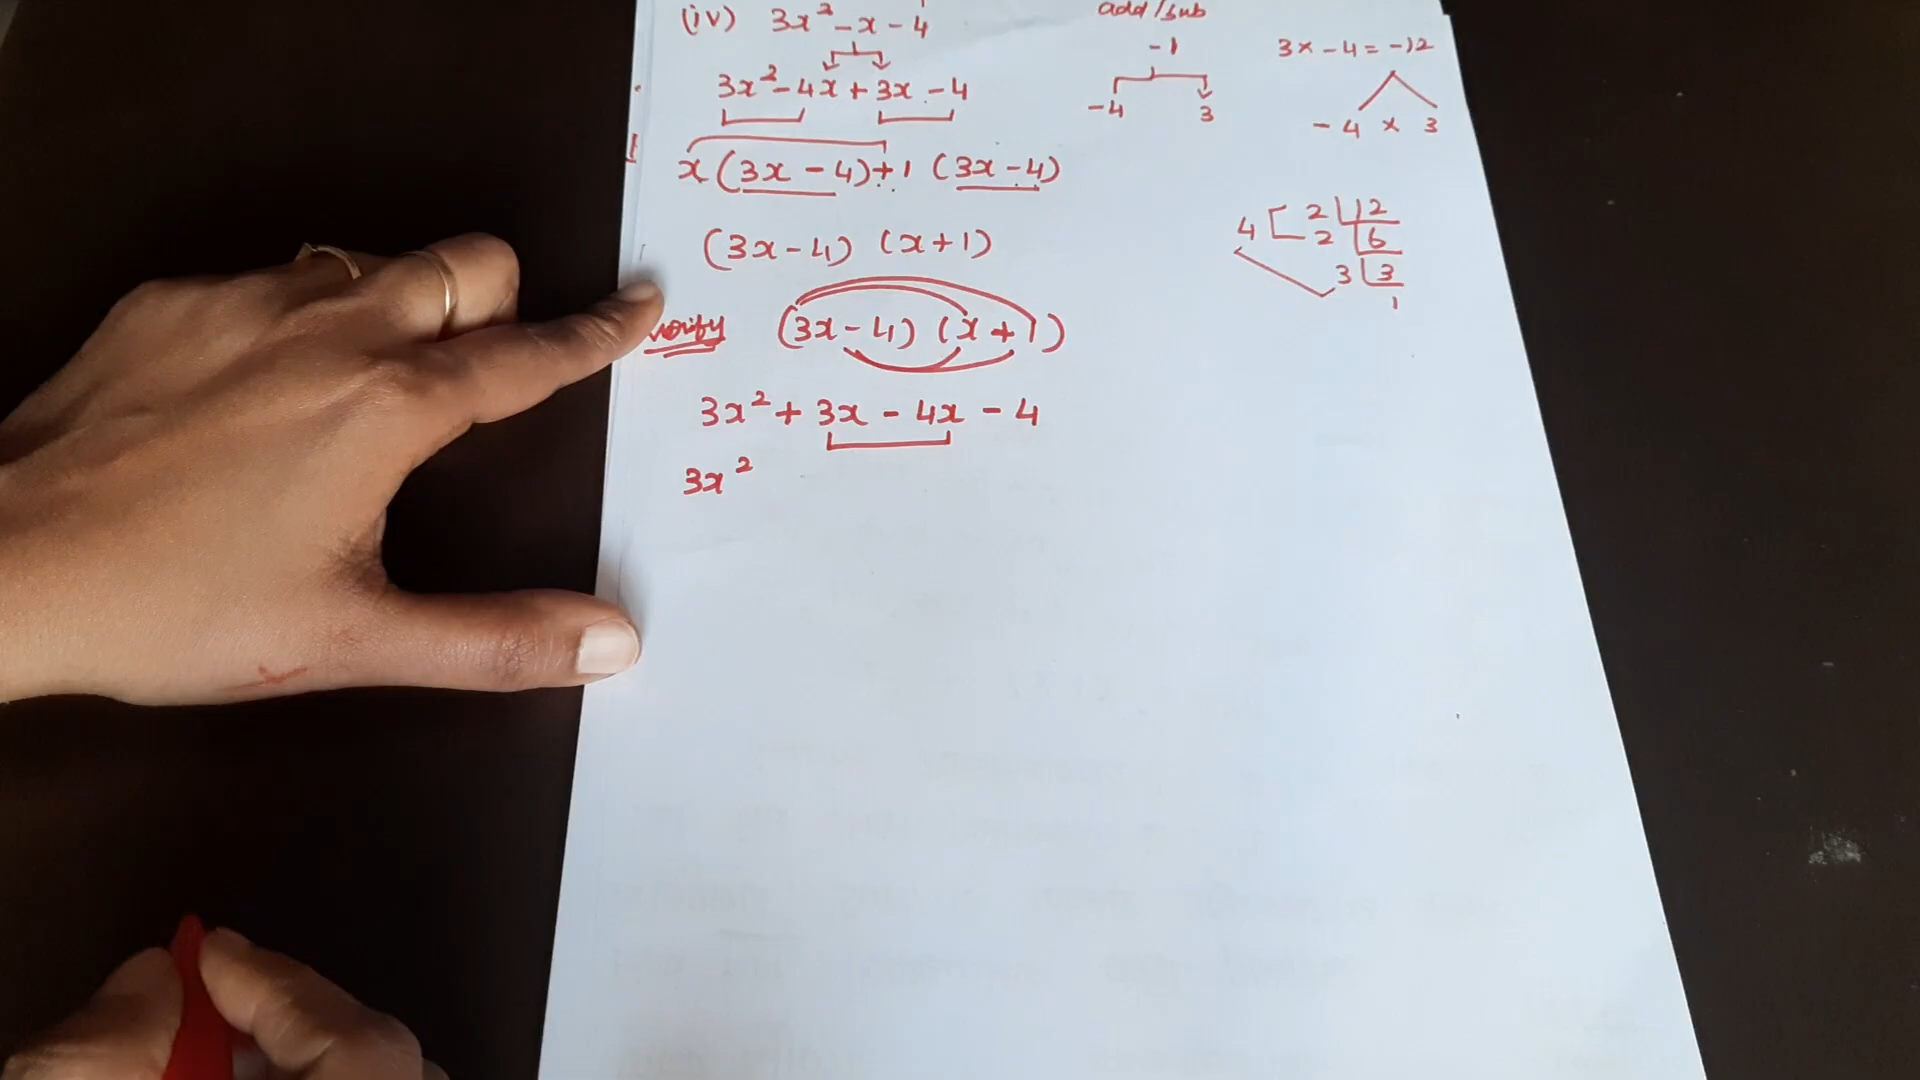 (iv) 3x² - x - 4
3x² - 4x + 3x - 4
x (3x - 4) + 1 (3x - 4)
(3x - 4) (x + 1)
verify (3x - 4) (x + 1)
3x² + 3x - 4x - 4
3x²
add/sub
-1
-4 3
3 x -4 = -12
-4 x 3
4 2 12
2 6
3 3
1